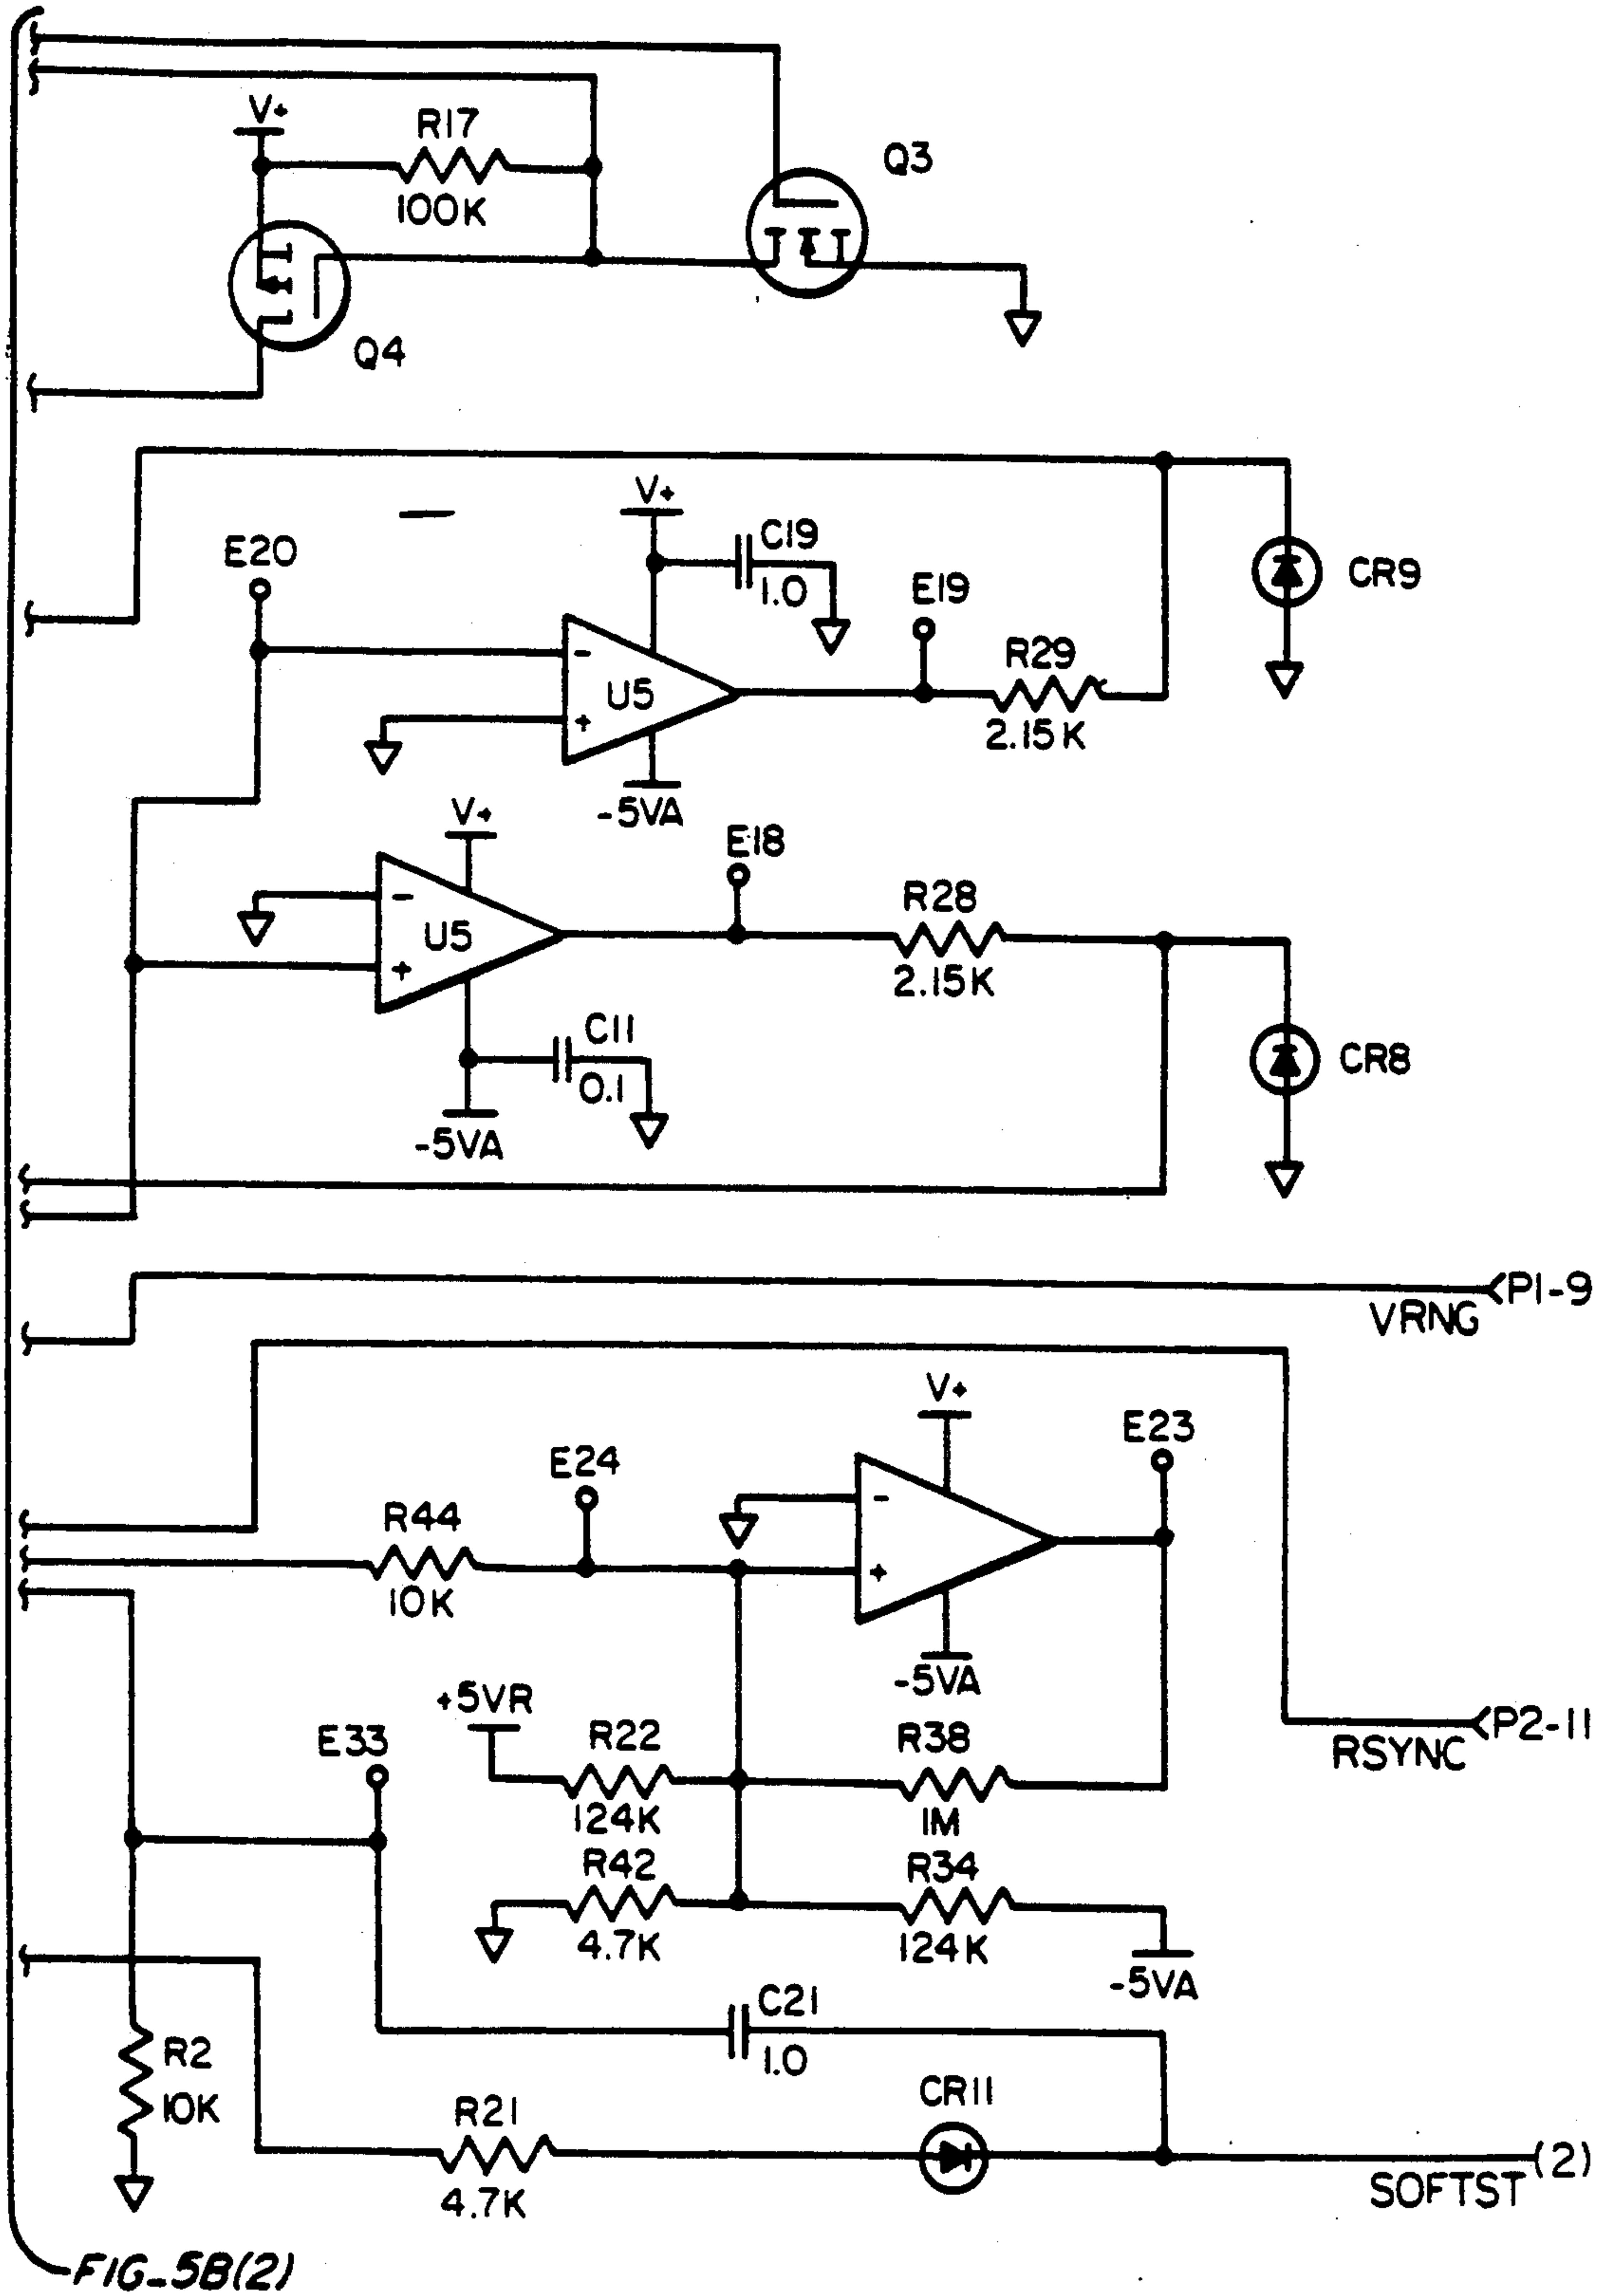 V+
R17
100K
Q3
Q4
V+
C19
1.0
E20
E19
CR9
R29
2.15K
-
U5
+
-5VA
V+
E18
R28
2.15K
-
U5
+
C11
0.1
CR8
-5VA
P1-9
VRNG
V+
E23
E24
R44
10K
-
+
-5VA
+5VR
P2-11
RSYNC
E33
R22
124K
R38
1M
R42
4.7K
R34
124K
-5VA
C21
1.0
R2
10K
CR11
R21
4.7K
(2)
SOFTST
FIG_5B(2)